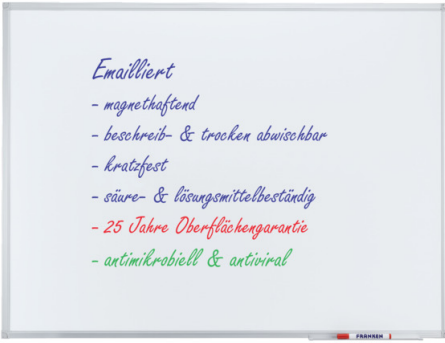 Emailliert
- magnethaftend
- beschreib- & trocken abwischbar
- kratzfest
- säure- & lösungsmittelbeständig
- 25 Jahre Oberflächengarantie
- antimikrobiell & antiviral
FRANKEN